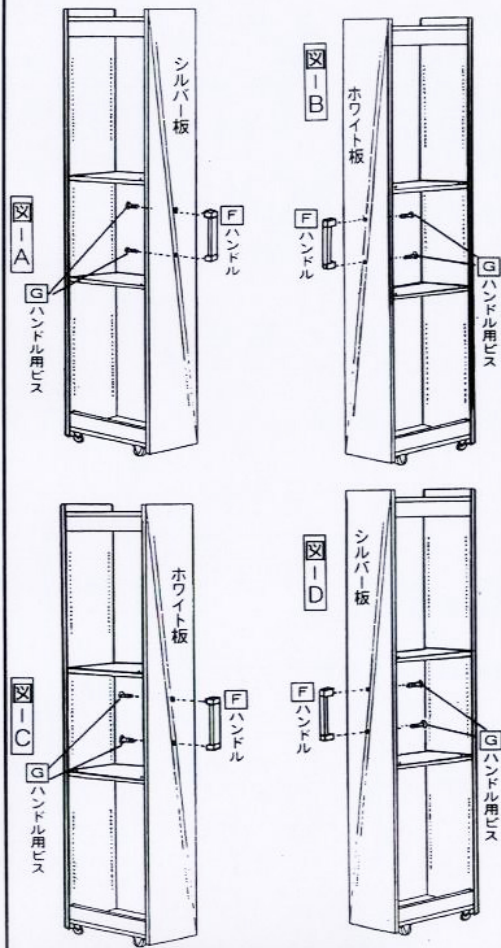 図-A
シルバー板
F
ハンドル
G
ハンドル用ビス
図-B
ホワイト板
F
ハンドル
G
ハンドル用ビス
図-C
ホワイト板
F
ハンドル
G
ハンドル用ビス
図-D
シルバー板
F
ハンドル
G
ハンドル用ビス